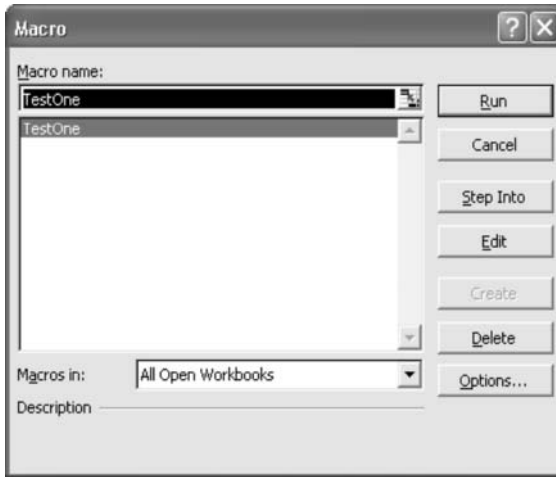 Macro
Macro name:
TestOne
TestOne
Run
Cancel
Step Into
Edit
Create
Delete
Options...
Macros in:
All Open Workbooks
Description